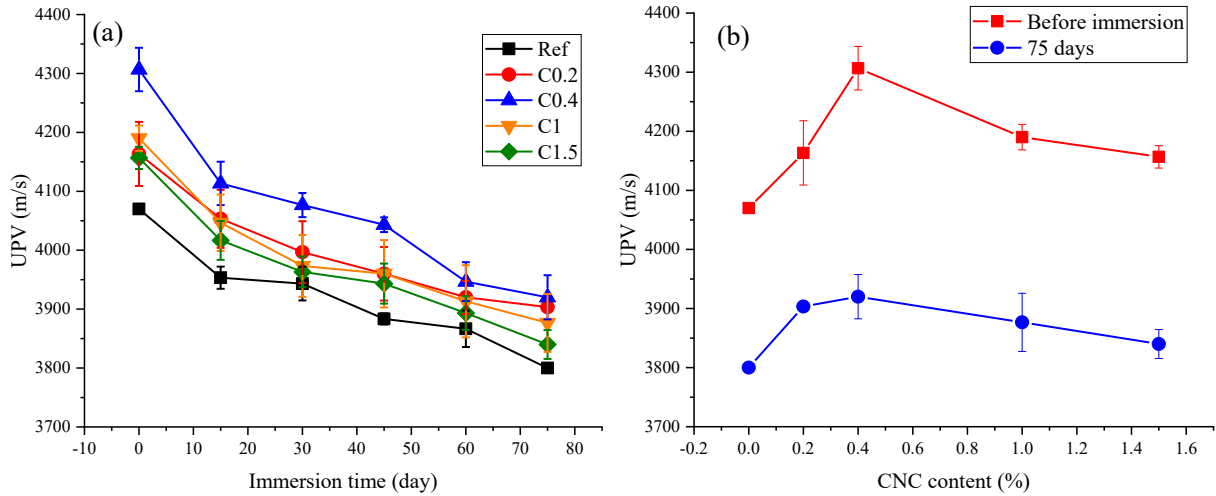 (a)
Ref
C0.2
C0.4
C1
C1.5
4400
4300
4200
4100
4000
3900
3800
3700
UPV (m/s)
-10 0 10 20 30 40 50 60 70 80
Immersion time (day)
(b)
Before immersion
75 days
4400
4300
4200
4100
4000
3900
3800
3700
UPV (m/s)
-0.2 0.0 0.2 0.4 0.6 0.8 1.0 1.2 1.4 1.6
CNC content (%)